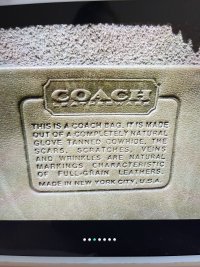 COACH
LEATHERWARE
THIS IS A COACH BAG. IT IS MADE
OUT OF A COMPLETELY NATURAL
GLOVE TANNED COWHIDE, THE
SCARS, SCRATCHES, VEINS
AND WRINKLES ARE NATURAL
MARKINGS CHARACTERISTIC
OF FULL-GRAIN LEATHERS.
MADE IN NEW YORK CITY, U.S.A.